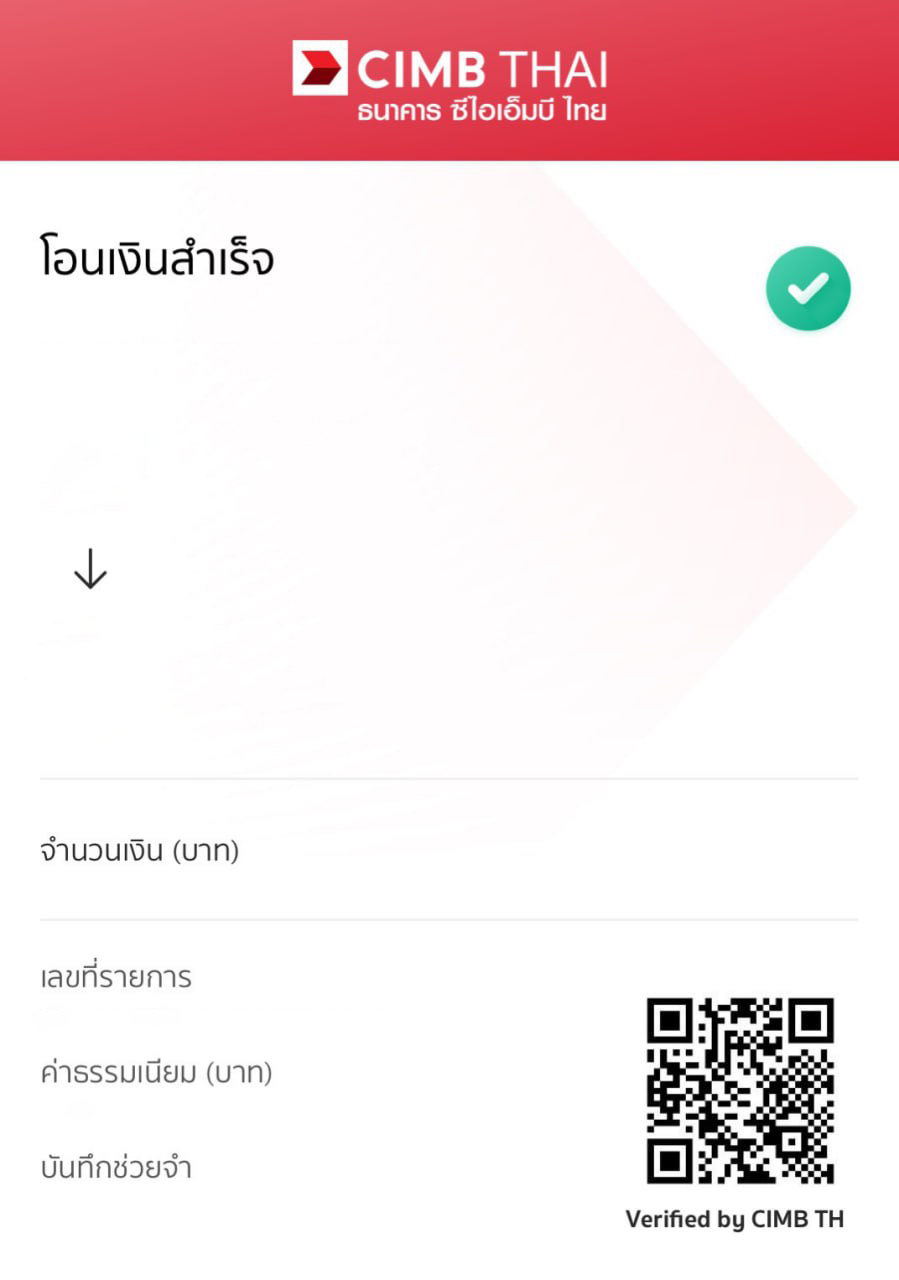 CIMB THAI
ธนาคาร ซีไอเอ็มบี ไทย
โอนเงินสำเร็จ
จำนวนเงิน (บาท)
เลขที่รายการ
ค่าธรรมเนียม (บาท)
บันทึกช่วยจำ
Verified by CIMB TH